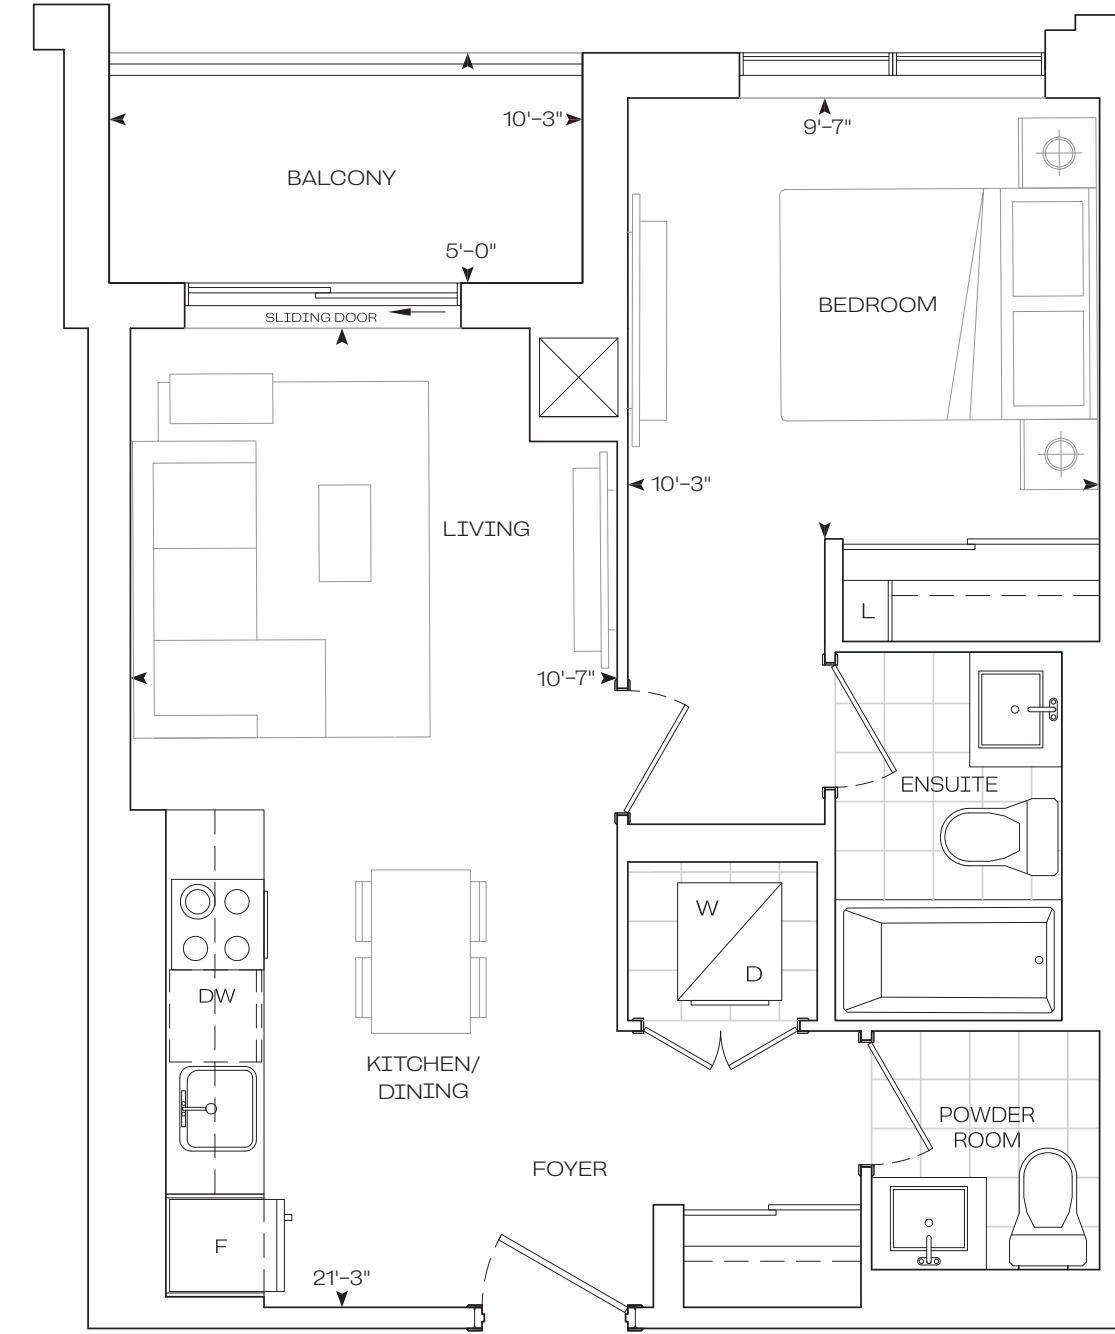 10'-3"
9'-7"
BALCONY
5'-0"
BEDROOM
SLIDING DOOR
10'-3"
LIVING
L
10'-7"
ENSUITE
W
D
DW
KITCHEN/
DINING
POWDER
ROOM
FOYER
F
21'-3"